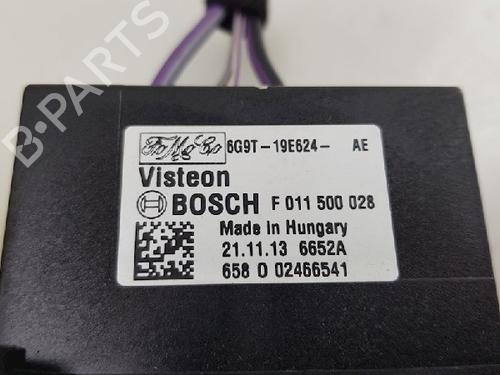 FoMoCo 6G9T-19E624- AE
Visteon
BOSCH F 011 500 028
Made In Hungary
21.11.13 6652A
658 0 02466541
B-PARTS